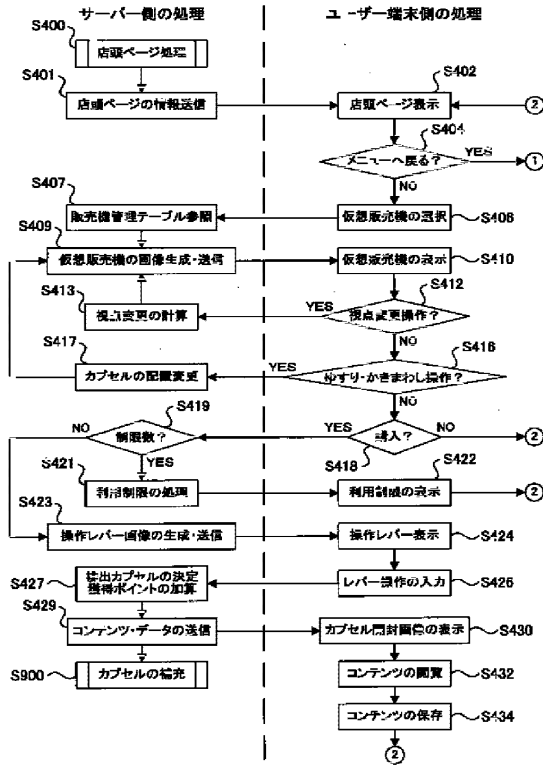 サーバー側の処理
ユーザー端末側の処理
S400
店頭ページ処理
S401
店頭ページの情報送信
S402
店頭ページ表示
②
S404
メニューへ戻る?
YES
①
NO
S407
販売機管理テーブル参照
仮想販売機の選択
S406
S409
仮想販売機の画像生成・送信
仮想販売機の表示
S410
S413
視点変更の計算
YES
S412
視点変更操作?
NO
S417
カプセルの配置変更
YES
S416
ゆすり・かきまわし操作?
NO
S419
NO
制限数?
YES
購入?
NO
②
YES
S418
S421
利用制限の処理
S422
利用制限の表示
②
S423
操作レバー画像の生成・送信
操作レバー表示
S424
S427
排出カプセルの決定
獲得ポイントの加算
レバー操作の入力
S426
S429
コンテンツ・データの送信
カプセル開封画像の表示
S430
S900
カプセルの補充
コンテンツの閲覧
S432
コンテンツの保存
S434
②